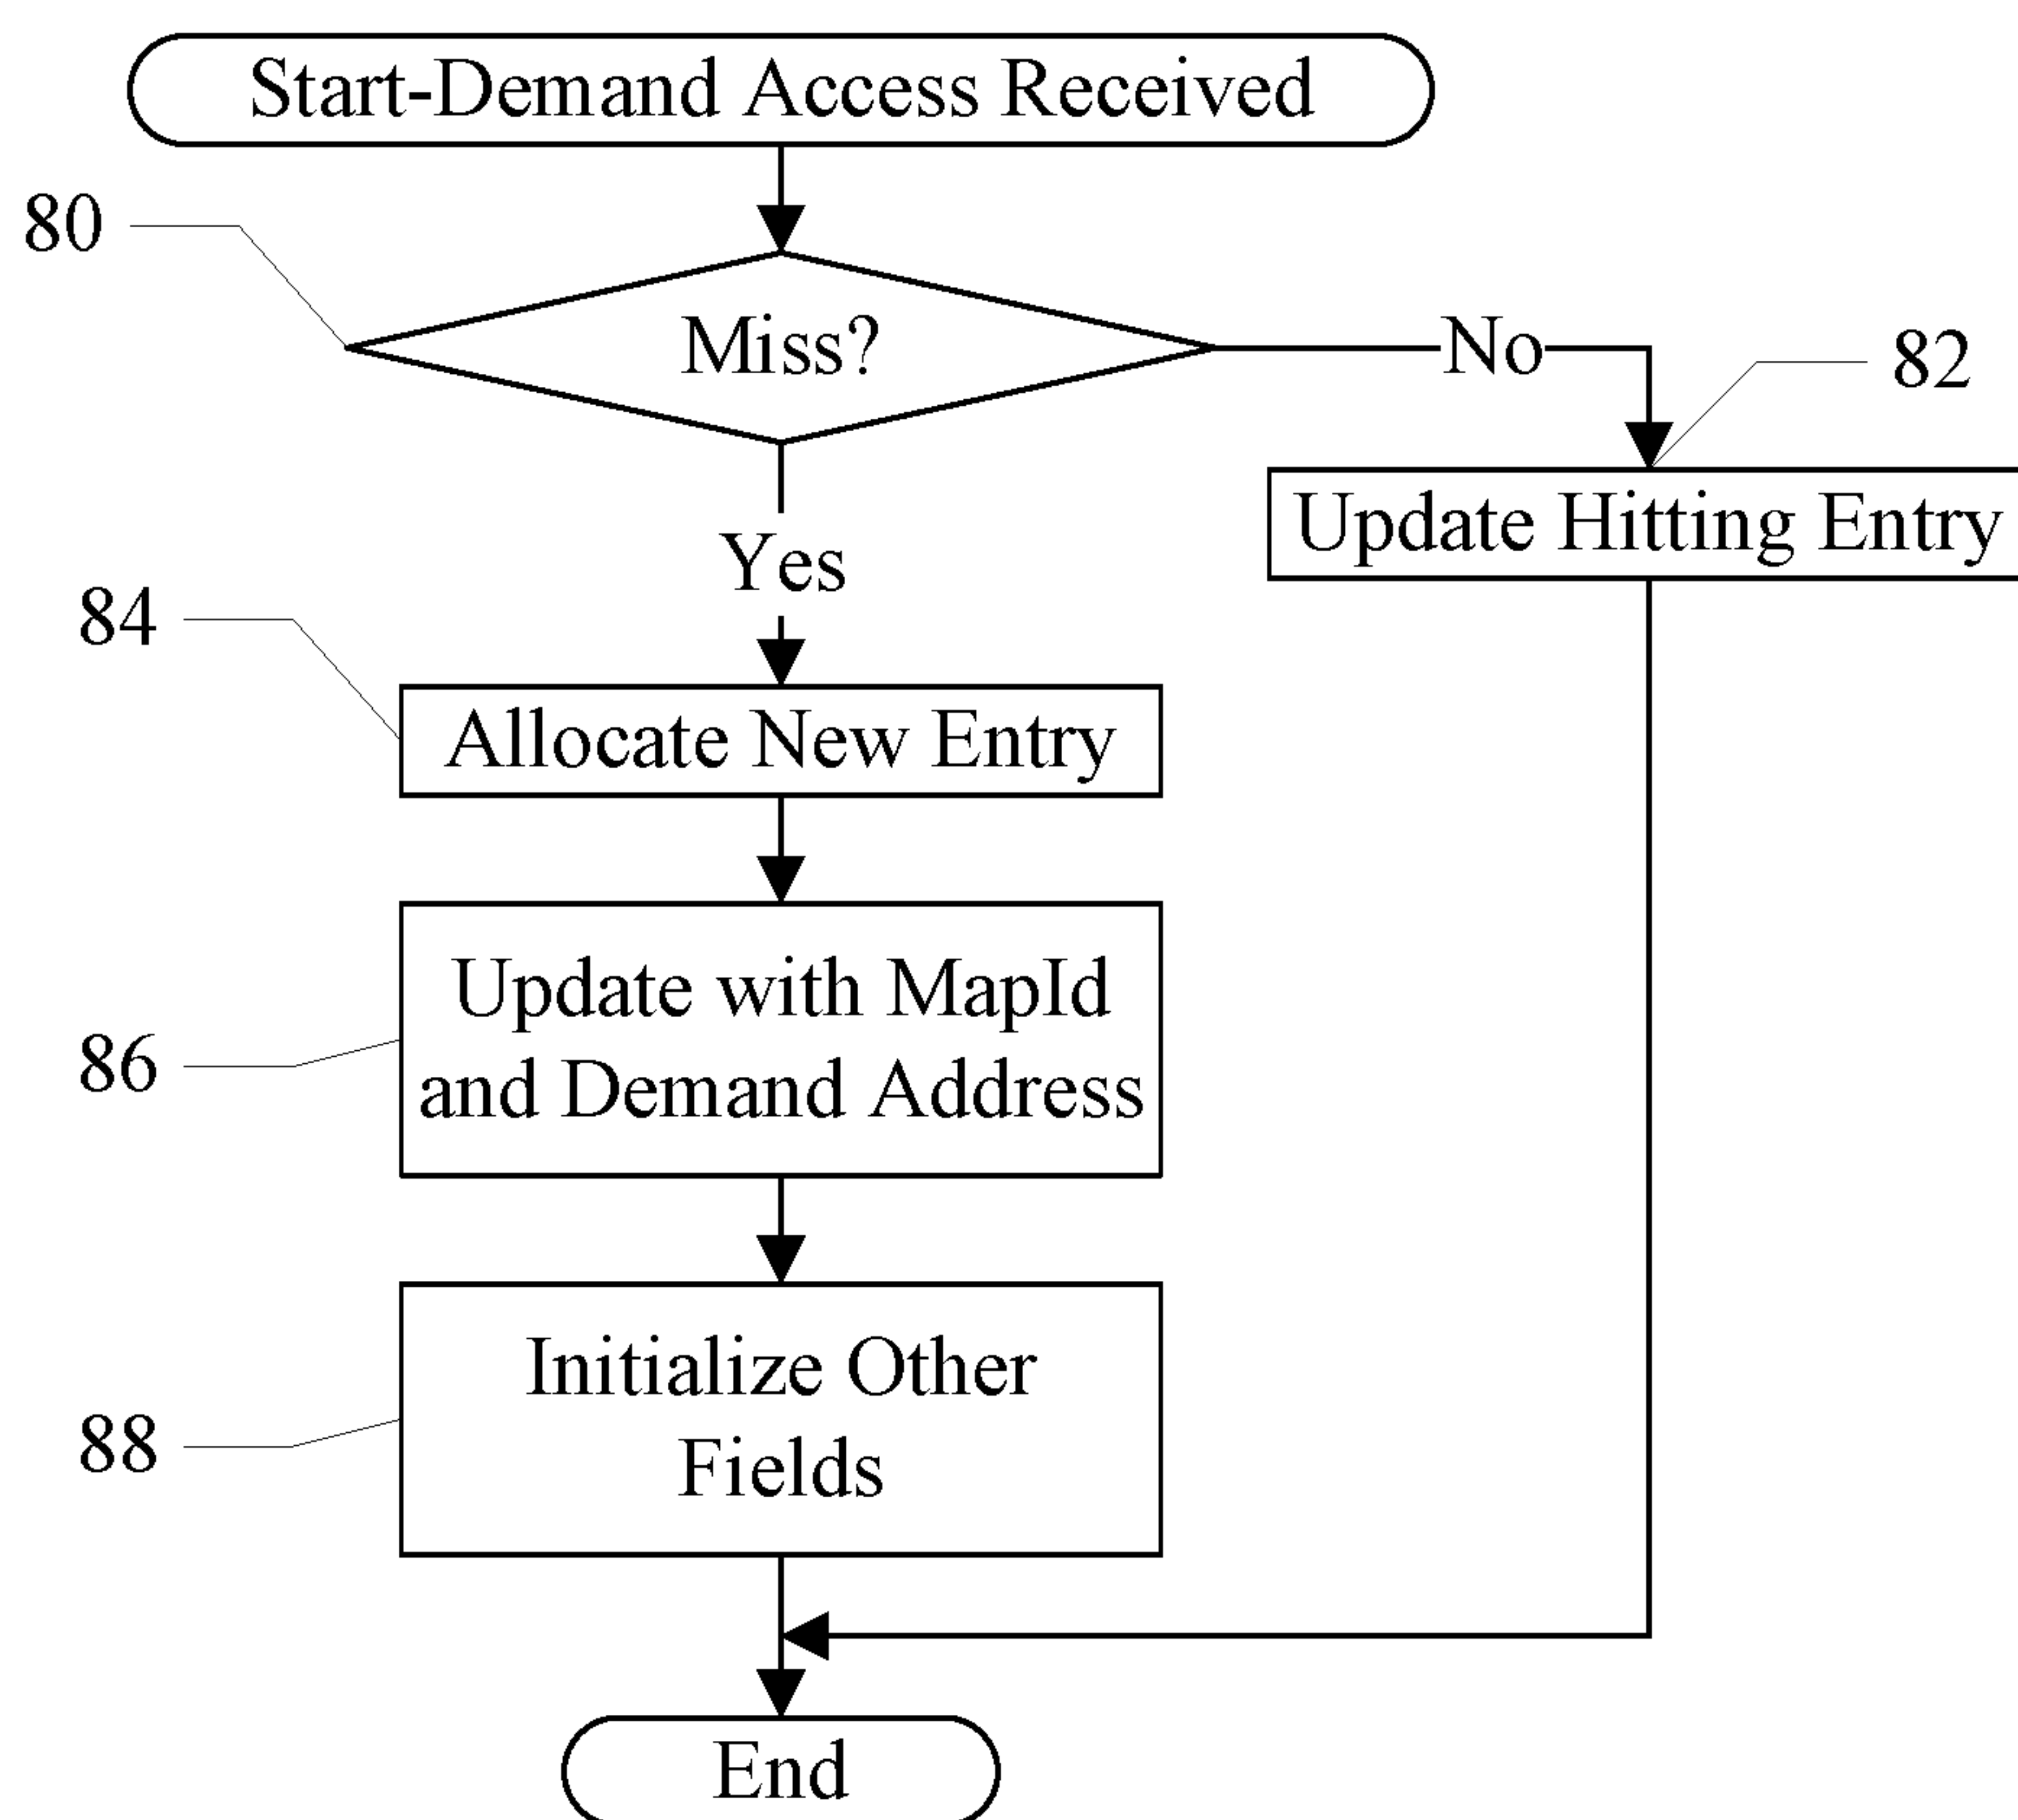 Start-Demand Access Received
80
Miss?
No
82
Update Hitting Entry
Yes
84
Allocate New Entry
Update with MapId
and Demand Address
86
Initialize Other
Fields
88
End